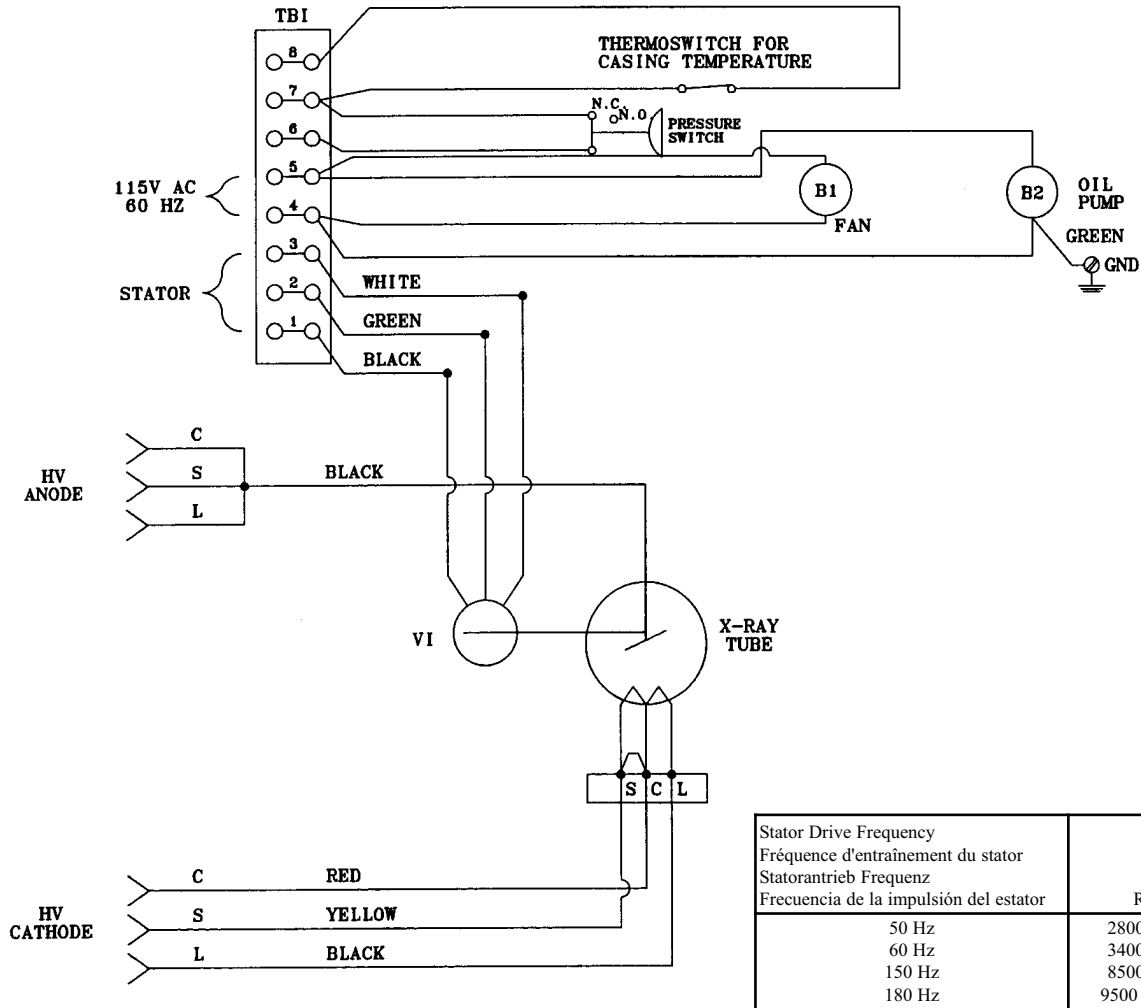 TBI
8
7
6
5
4
3
2
1
THERMOSWITCH FOR
CASING TEMPERATURE
N.C.
N.O.
PRESSURE
SWITCH
115V AC
60 HZ
B1
FAN
B2
OIL
PUMP
GREEN
GND
STATOR
WHITE
GREEN
BLACK
HV
ANODE
C
S
L
BLACK
VI
X-RAY
TUBE
S C L
HV
CATHODE
C RED
S YELLOW
L BLACK
Stator Drive Frequency
Fréquence d'entraînement du stator
Statorantrieb Frequenz
Frecuencia de la impulsión del estator R
50 Hz 2800
60 Hz 3400
150 Hz 8500
180 Hz 9500